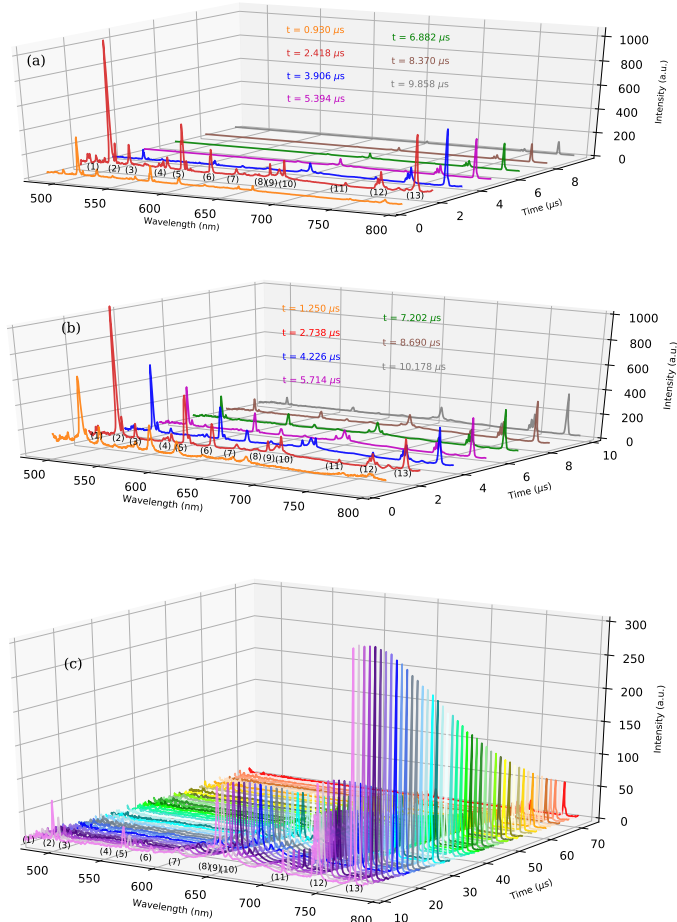 (a)
t = 0.930 μs
t = 2.418 μs
t = 3.906 μs
t = 5.394 μs
t = 6.882 μs
t = 8.370 μs
t = 9.858 μs
1000
800
600
400
200
0
Intensity (a.u.)
(1) (2) (3) (4) (5) (6) (7) (8)(9)(10) (11) (12) (13)
500 550 600 650 700 750 800
Wavelength (nm)
0 2 4 6 8
Time (μs)
(b)
t = 1.250 μs
t = 2.738 μs
t = 4.226 μs
t = 5.714 μs
t = 7.202 μs
t = 8.690 μs
t = 10.178 μs
1000
800
600
400
200
0
Intensity (a.u.)
(1) (2) (3) (4) (5) (6) (7) (8)(9)(10) (11) (12) (13)
500 550 600 650 700 750 800
Wavelength (nm)
0 2 4 6 8 10
Time (μs)
(c)
300
250
200
150
100
50
0
Intensity (a.u.)
(1) (2) (3) (4) (5) (6) (7) (8)(9)(10) (11) (12) (13)
500 550 600 650 700 750 800
Wavelength (nm)
10 20 30 40 50 60 70
Time (μs)